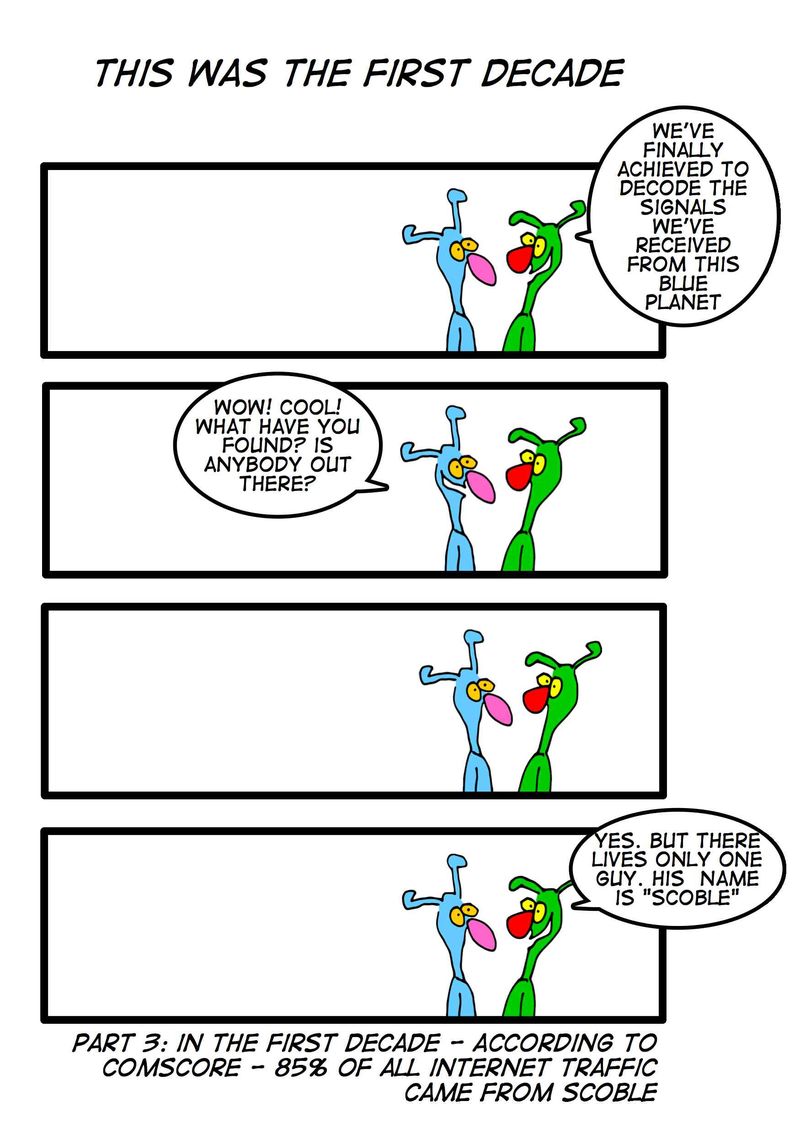 THIS WAS THE FIRST DECADE
WE'VE
FINALLY
ACHIEVED TO
DECODE THE
SIGNALS
WE'VE
RECEIVED
FROM THIS
BLUE
PLANET
WOW! COOL!
WHAT HAVE YOU
FOUND? IS
ANYBODY OUT
THERE?
YES. BUT THERE
LIVES ONLY ONE
GUY. HIS NAME
IS "SCOBLE"
PART 3: IN THE FIRST DECADE - ACCORDING TO
COMSCORE - 85% OF ALL INTERNET TRAFFIC
CAME FROM SCOBLE